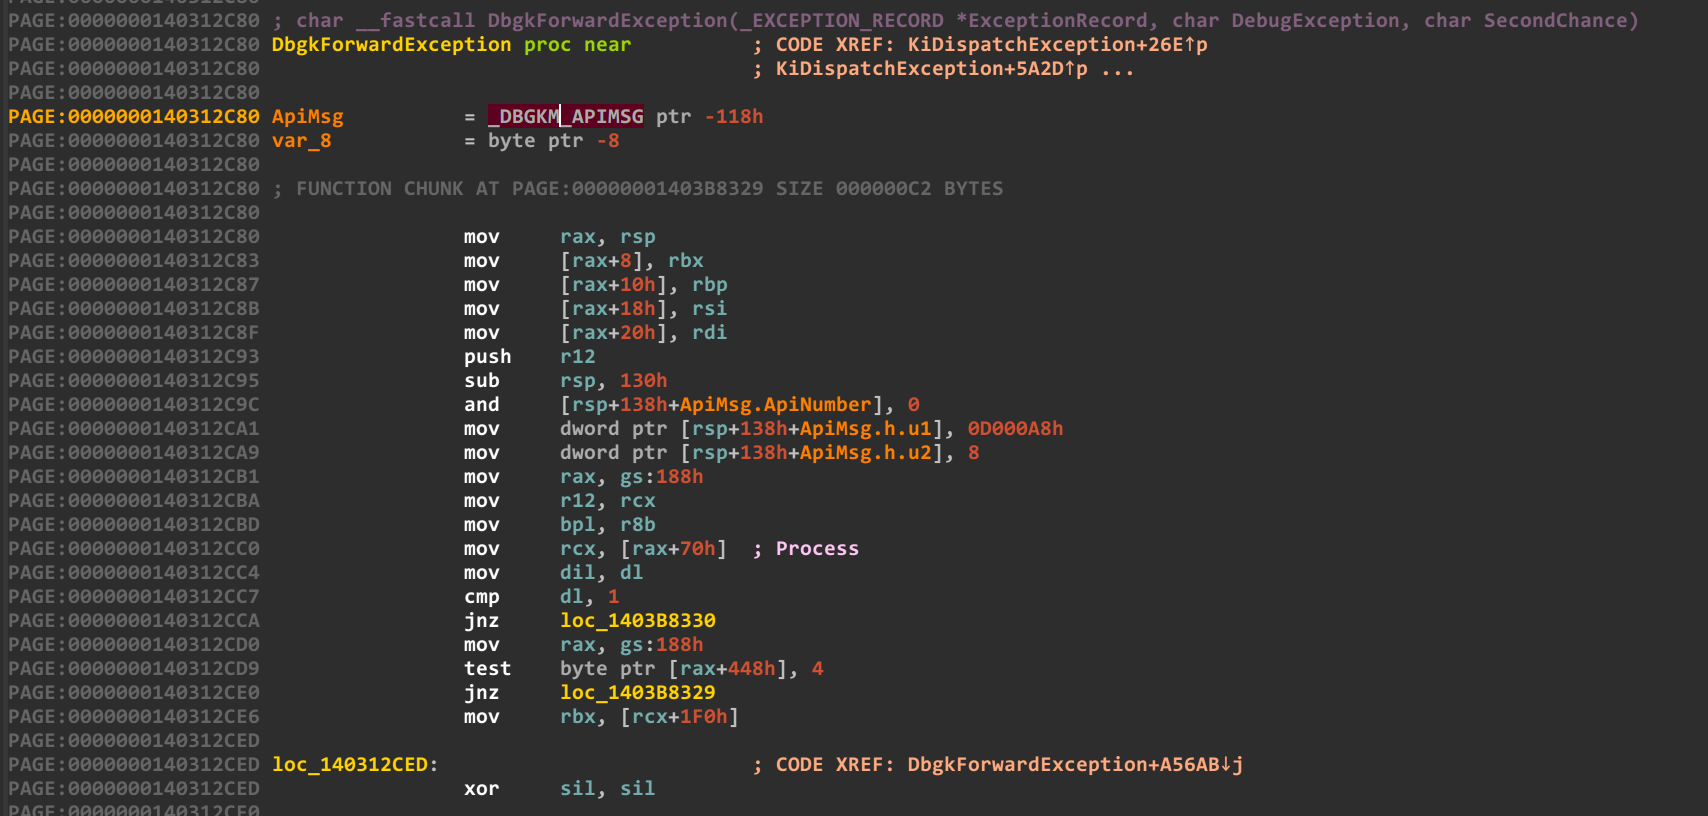 PAGE:0000000140312C80 ; char __fastcall DbgkForwardException(_EXCEPTION_RECORD *ExceptionRecord, char DebugException, char SecondChance)
PAGE:0000000140312C80 DbgkForwardException proc near ; CODE XREF: KiDispatchException+26E↑p
PAGE:0000000140312C80 ; KiDispatchException+5A2D↑p ...
PAGE:0000000140312C80
PAGE:0000000140312C80 ApiMsg = _DBGKM_APIMSG ptr -118h
PAGE:0000000140312C80 var_8 = byte ptr -8
PAGE:0000000140312C80
PAGE:0000000140312C80 ; FUNCTION CHUNK AT PAGE:00000001403B8329 SIZE 000000C2 BYTES
PAGE:0000000140312C80
PAGE:0000000140312C80 mov rax, rsp
PAGE:0000000140312C83 mov [rax+8], rbx
PAGE:0000000140312C87 mov [rax+10h], rbp
PAGE:0000000140312C8B mov [rax+18h], rsi
PAGE:0000000140312C8F mov [rax+20h], rdi
PAGE:0000000140312C93 push r12
PAGE:0000000140312C95 sub rsp, 130h
PAGE:0000000140312C9C and [rsp+138h+ApiMsg.ApiNumber], 0
PAGE:0000000140312CA1 mov dword ptr [rsp+138h+ApiMsg.h.u1], 0D000A8h
PAGE:0000000140312CA9 mov dword ptr [rsp+138h+ApiMsg.h.u2], 8
PAGE:0000000140312CB1 mov rax, gs:188h
PAGE:0000000140312CBA mov r12, rcx
PAGE:0000000140312CBD mov bpl, r8b
PAGE:0000000140312CC0 mov rcx, [rax+70h] ; Process
PAGE:0000000140312CC4 mov dil, dl
PAGE:0000000140312CC7 cmp dl, 1
PAGE:0000000140312CCA jnz loc_1403B8330
PAGE:0000000140312CD0 mov rax, gs:188h
PAGE:0000000140312CD9 test byte ptr [rax+448h], 4
PAGE:0000000140312CE0 jnz loc_1403B8329
PAGE:0000000140312CE6 mov rbx, [rcx+1F0h]
PAGE:0000000140312CED
PAGE:0000000140312CED loc_140312CED: ; CODE XREF: DbgkForwardException+A56AB↓j
PAGE:0000000140312CED xor sil, sil